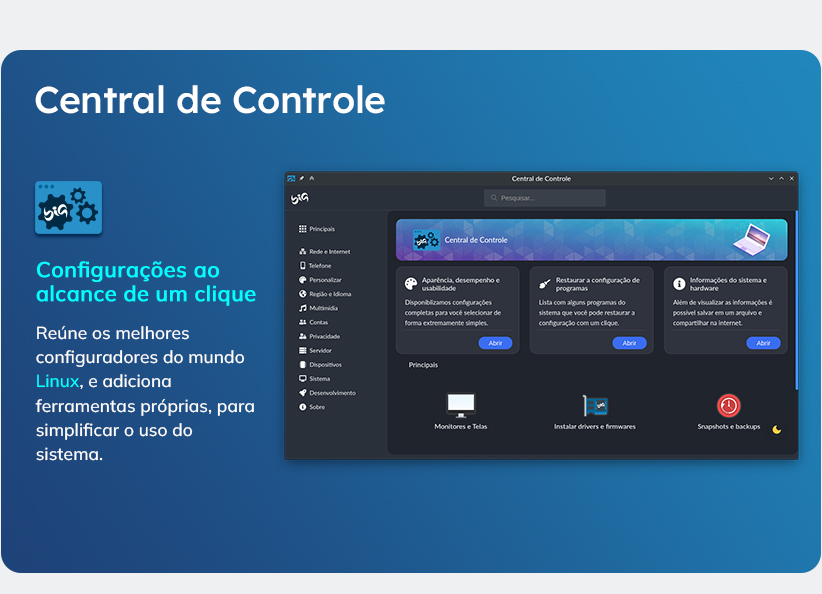 Central de Controle
big
Configurações ao
alcance de um clique
Reúne os melhores
configuradores do mundo
Linux, e adiciona
ferramentas próprias, para
simplificar o uso do
sistema.
Central de Controle
big
Pesquisar...
Principais
Rede e Internet
Telefone
Personalizar
Região e Idioma
Multimídia
Contas
Privacidade
Servidor
Dispositivos
Sistema
Desenvolvimento
Sobre
big
Central de Controle
Aparência, desempenho e
usabilidade
Disponiblizamos configurações
completas para você selecionar de
forma extremamente simples.
Abrir
Restaurar a configuração de
programas
Lista com alguns programas do
sistema que você pode restaurar a
configuração com um clique.
Abrir
Informações do sistema e
hardware
Além de visualizar as informações é
possível salvar em um arquivo e
compartilhar na internet.
Abrir
Principais
Monitores e Telas
big
Instalar drivers e firmwares
Snapshots e backups